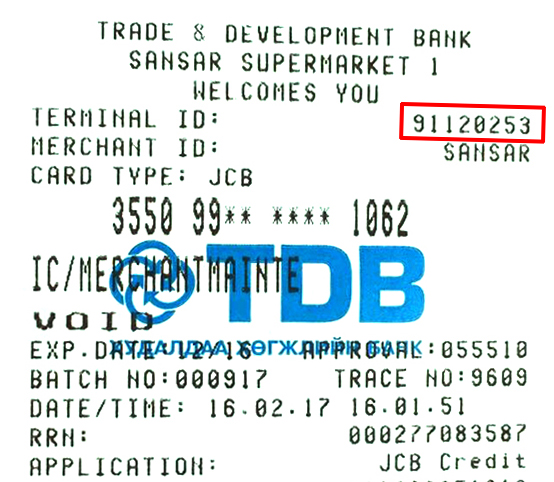 TRADE & DEVELOPMENT BANK
SANSAR SUPERMARKET 1
WELCOMES YOU
TERMINAL ID: 91120253
MERCHANT ID: SANSAR
CARD TYPE: JCB
3550 99** **** 1062
TDB
IC/MERCHANTMAINTE
VOID
ХУДАЛДАА ХӨГЖЛИЙН БАНК
EXP.DATE:12/16 APPROVAL:055510
BATCH NO:000917 TRACE NO:9609
DATE/TIME: 16.02.17 16.01.51
RRN: 000277083587
APPLICATION: JCB Credit